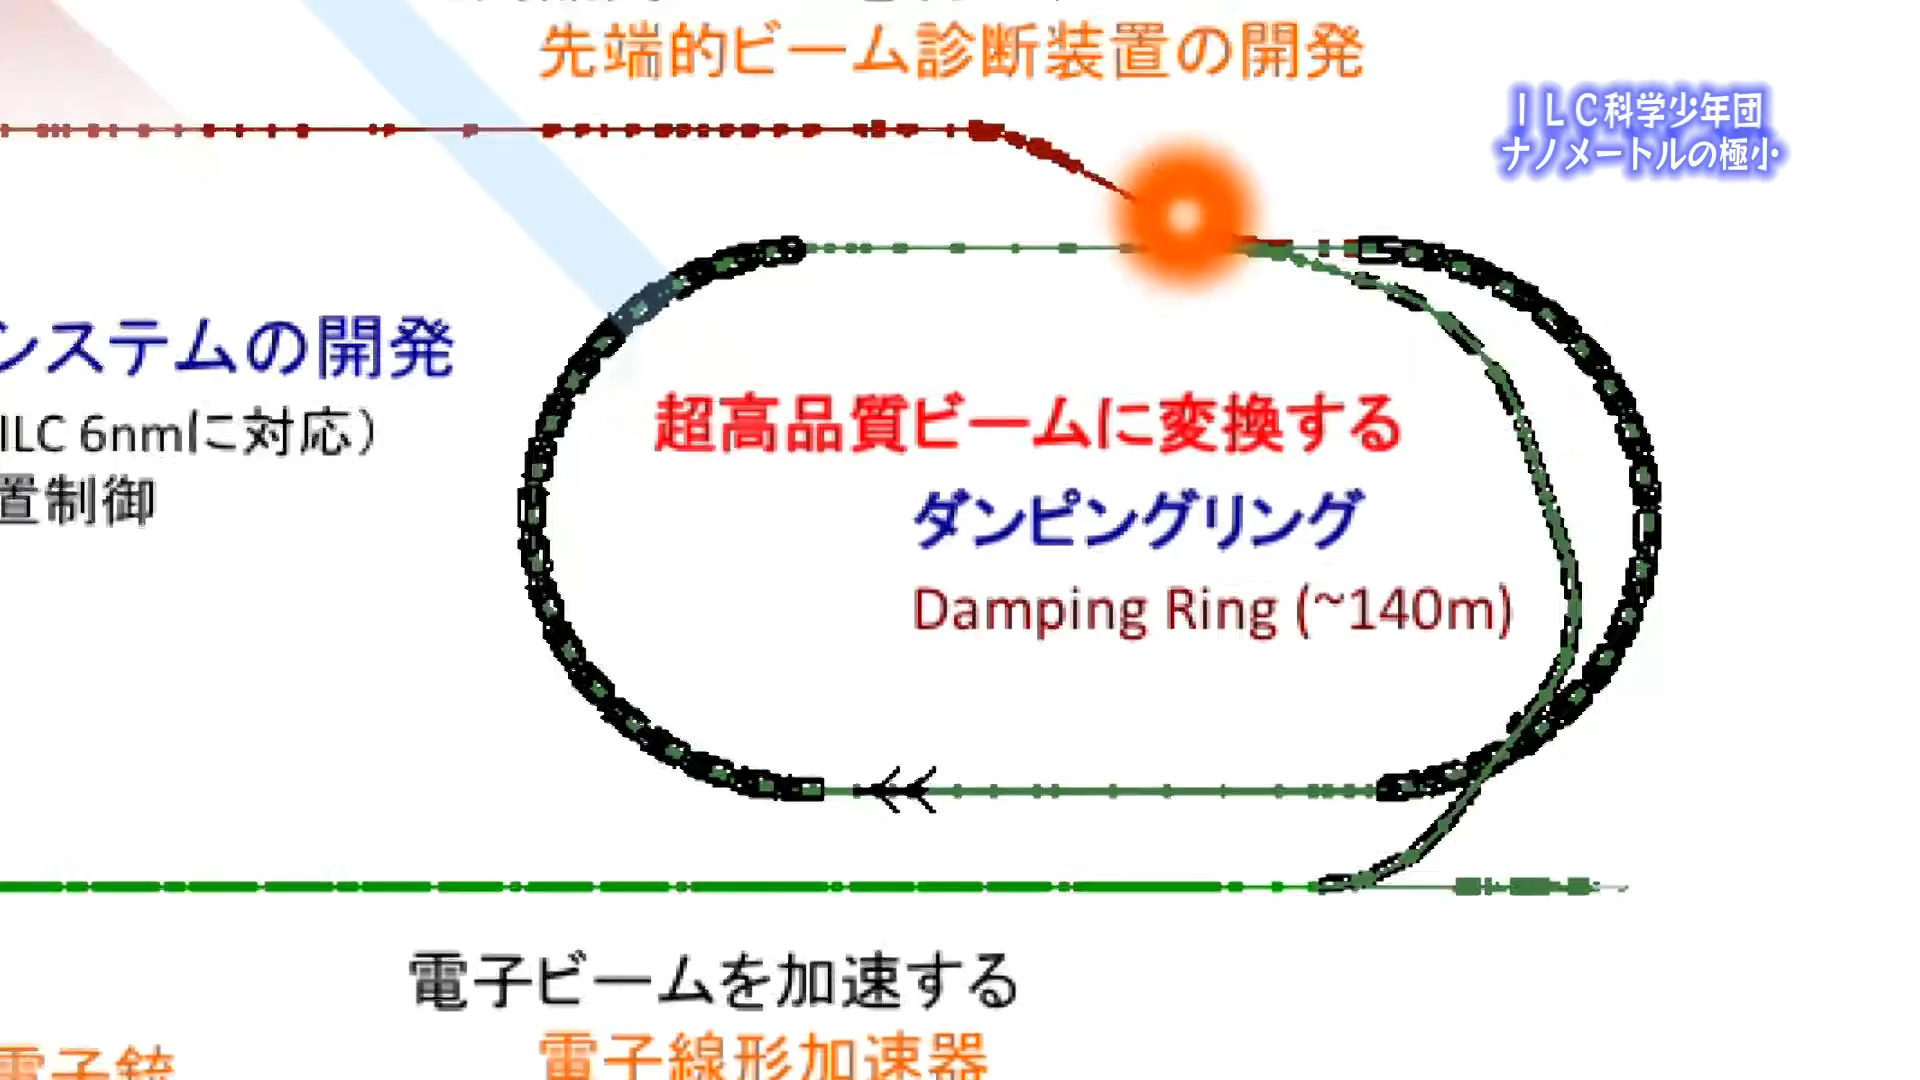 先端的ビーム診断装置の開発
ILC科学少年団
ナノメートルの極小
システムの開発
ILC 6nmに対応）
置制御
超高品質ビームに変換する
ダンピングリング
Damping Ring (~140m)
電子ビームを加速する
電子銃
電子線形加速器